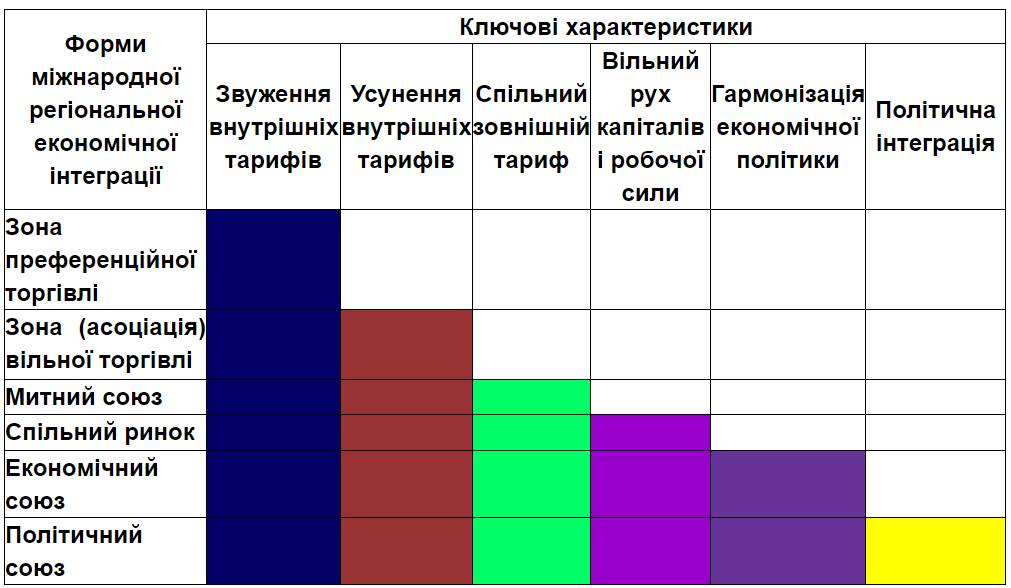 Форми
міжнародної
регіональної
економічної
інтеграції
Ключові характеристики
Звуження
внутрішніх
тарифів
Усунення
внутрішніх
тарифів
Спільний
зовнішній
тариф
Вільний
рух
капіталів
і робочої
сили
Гармонізація
економічної
політики
Політична
інтеграція
Зона
преференційної
торгівлі
Зона (асоціація)
вільної торгівлі
Митний союз
Спільний ринок
Економічний
союз
Політичний
союз